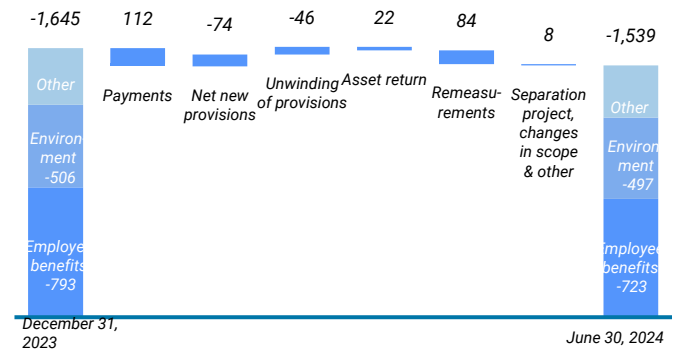 -1,645
112
-74
-46
22
84
8
-1,539
Other
Environ
ment
-506
Employe
benefits
-793
Payments
Net new
provisions
Unwinding
of provisions
Asset return
Remeasu-
rements
Separation
project,
changes
in scope
& other
Other
Environ
ment
-497
Employee
benefits
-723
December 31,
2023
June 30, 2024